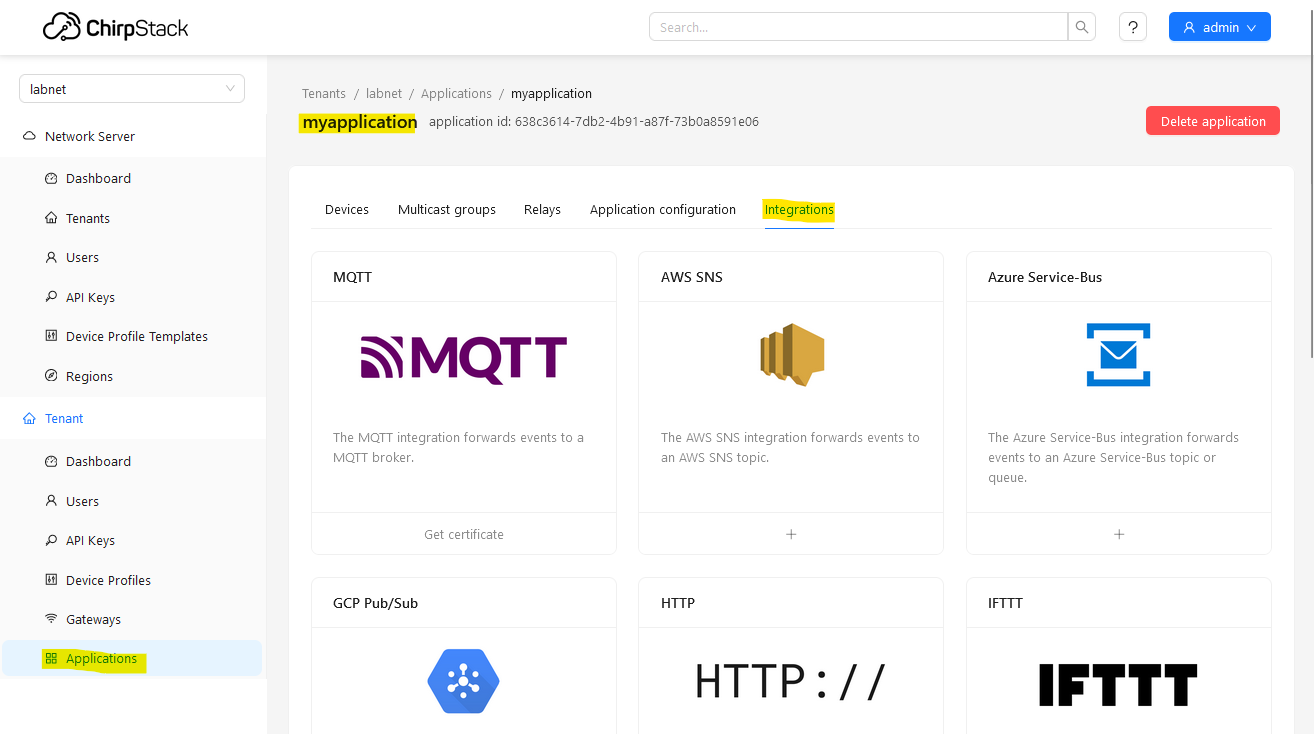 ChirpStack
Search...
?
admin
labnet
Network Server
Dashboard
Tenants
Users
API Keys
Device Profile Templates
Regions
Tenant
Dashboard
Users
API Keys
Device Profiles
Gateways
Applications
Tenants / labnet / Applications / myapplication
myapplication application id: 638c3614-7db2-4b91-a87f-73b0a8591e06
Delete application
Devices Multicast groups Relays Application configuration Integrations
MQTT
MQTT
The MQTT integration forwards events to a
MQTT broker.
Get certificate
AWS SNS
The AWS SNS integration forwards events to
an AWS SNS topic.
+
Azure Service-Bus
The Azure Service-Bus integration forwards
events to an Azure Service-Bus topic or
queue.
+
GCP Pub/Sub
HTTP
HTTP://
IFTTT
IFTTT